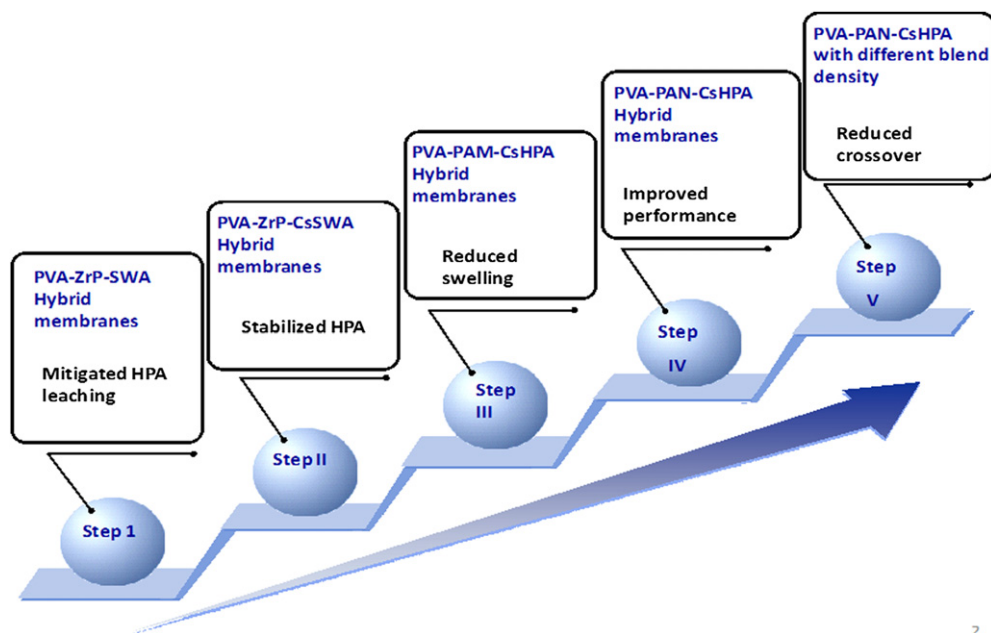 PVA-ZrP-SWA
Hybrid
membranes
Mitigated HPA
leaching
Step 1
PVA-ZrP-CsSWA
Hybrid
membranes
Stabilized HPA
Step II
PVA-PAM-CsHPA
Hybrid
membranes
Reduced
swelling
Step
III
PVA-PAN-CsHPA
Hybrid
membranes
Improved
performance
Step
IV
PVA-PAN-CsHPA
with different blend
density
Reduced
crossover
Step
V
2